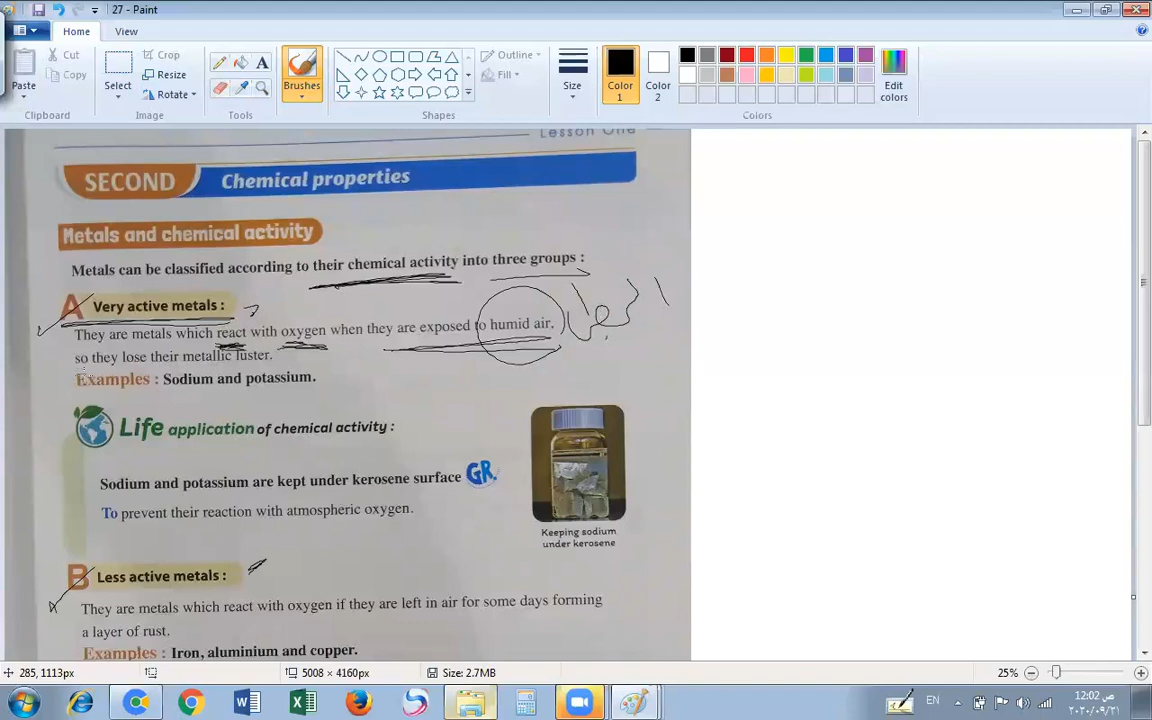 27 - Paint
Home
View
Paste
Cut
Copy
Clipboard
Select
Crop
Resize
Rotate
Image
A
Tools
Brushes
Outline
Fill
Shapes
Size
Color
1
Color
2
Edit
colors
Colors
Lesson One
SECOND Chemical properties
Metals and chemical activity
Metals can be classified according to their chemical activity into three groups :
A Very active metals :
They are metals which react with oxygen when they are exposed to humid air.
so they lose their metallic luster.
Examples : Sodium and potassium.
Life application of chemical activity :
Sodium and potassium are kept under kerosene surface GR.
To prevent their reaction with atmospheric oxygen.
Keeping sodium
under kerosene
B Less active metals :
They are metals which react with oxygen if they are left in air for some days forming
a layer of rust.
Examples : Iron, aluminium and copper.
285, 1113px
5008 × 4160px
Size: 2.7MB
25%
EN
12:02 ص
٢٠٢٠/٠٩/٢١